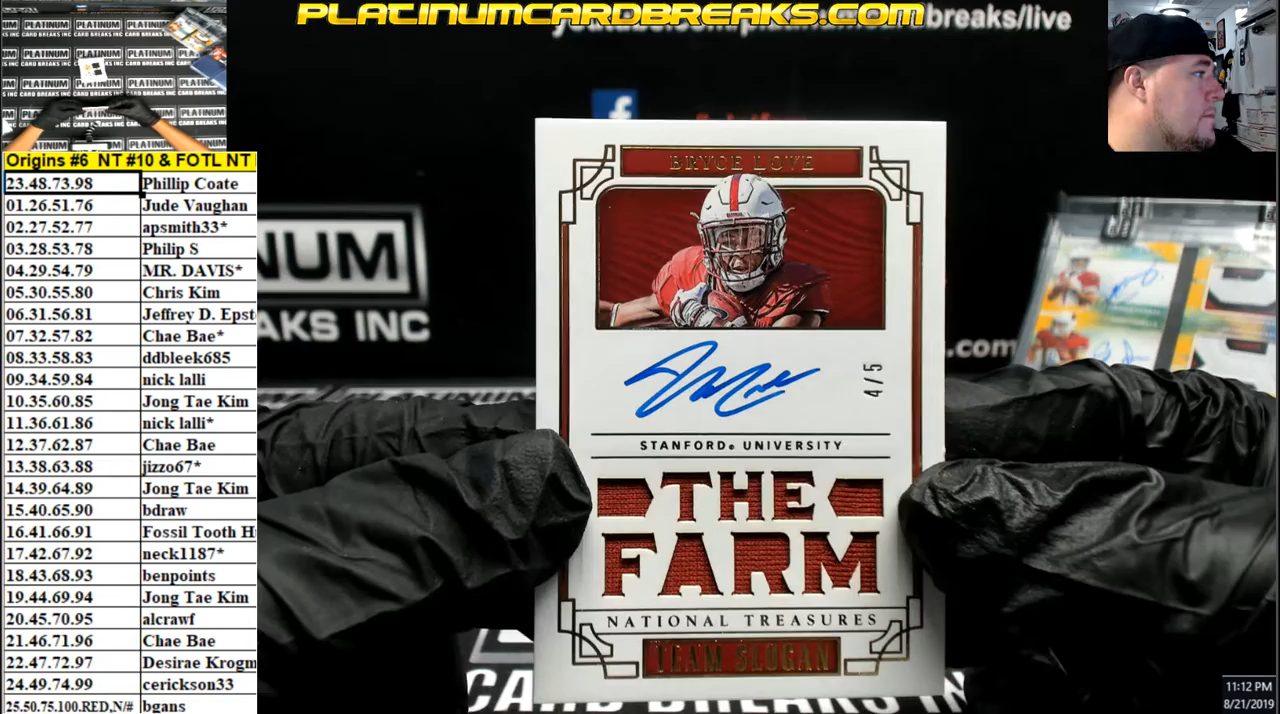 PLATINUMCARDBREAKS.COM
youtube.com/platinumcardbreaks/live
Origins #6 NT #10 & FOTL NT
23.48.73.98 Phillip Coate
01.26.51.76 Jude Vaughan
02.27.52.77 apsmith33*
03.28.53.78 Philip S
04.29.54.79 MR. DAVIS*
05.30.55.80 Chris Kim
06.31.56.81 Jeffrey D. Epst
07.32.57.82 Chae Bae*
08.33.58.83 ddbleek685
09.34.59.84 nick lalli
10.35.60.85 Jong Tae Kim
11.36.61.86 nick lalli*
12.37.62.87 Chae Bae
13.38.63.88 jizzo67*
14.39.64.89 Jong Tae Kim
15.40.65.90 bdraw
16.41.66.91 Fossil Tooth H
17.42.67.92 neck1187*
18.43.68.93 benpoints
19.44.69.94 Jong Tae Kim
20.45.70.95 alcrawf
21.46.71.96 Chae Bae
22.47.72.97 Desirae Krogm
24.49.74.99 cerickson33
25.50.75.100.RED,N/# bgans
NUM
AKS INC
.com
BRYCE LOVE
4/5
STANFORD® UNIVERSITY
THE
FARM
NATIONAL TREASURES
TEAM SLOGAN
CARD BREAKS IN
11:12 PM
8/21/2019